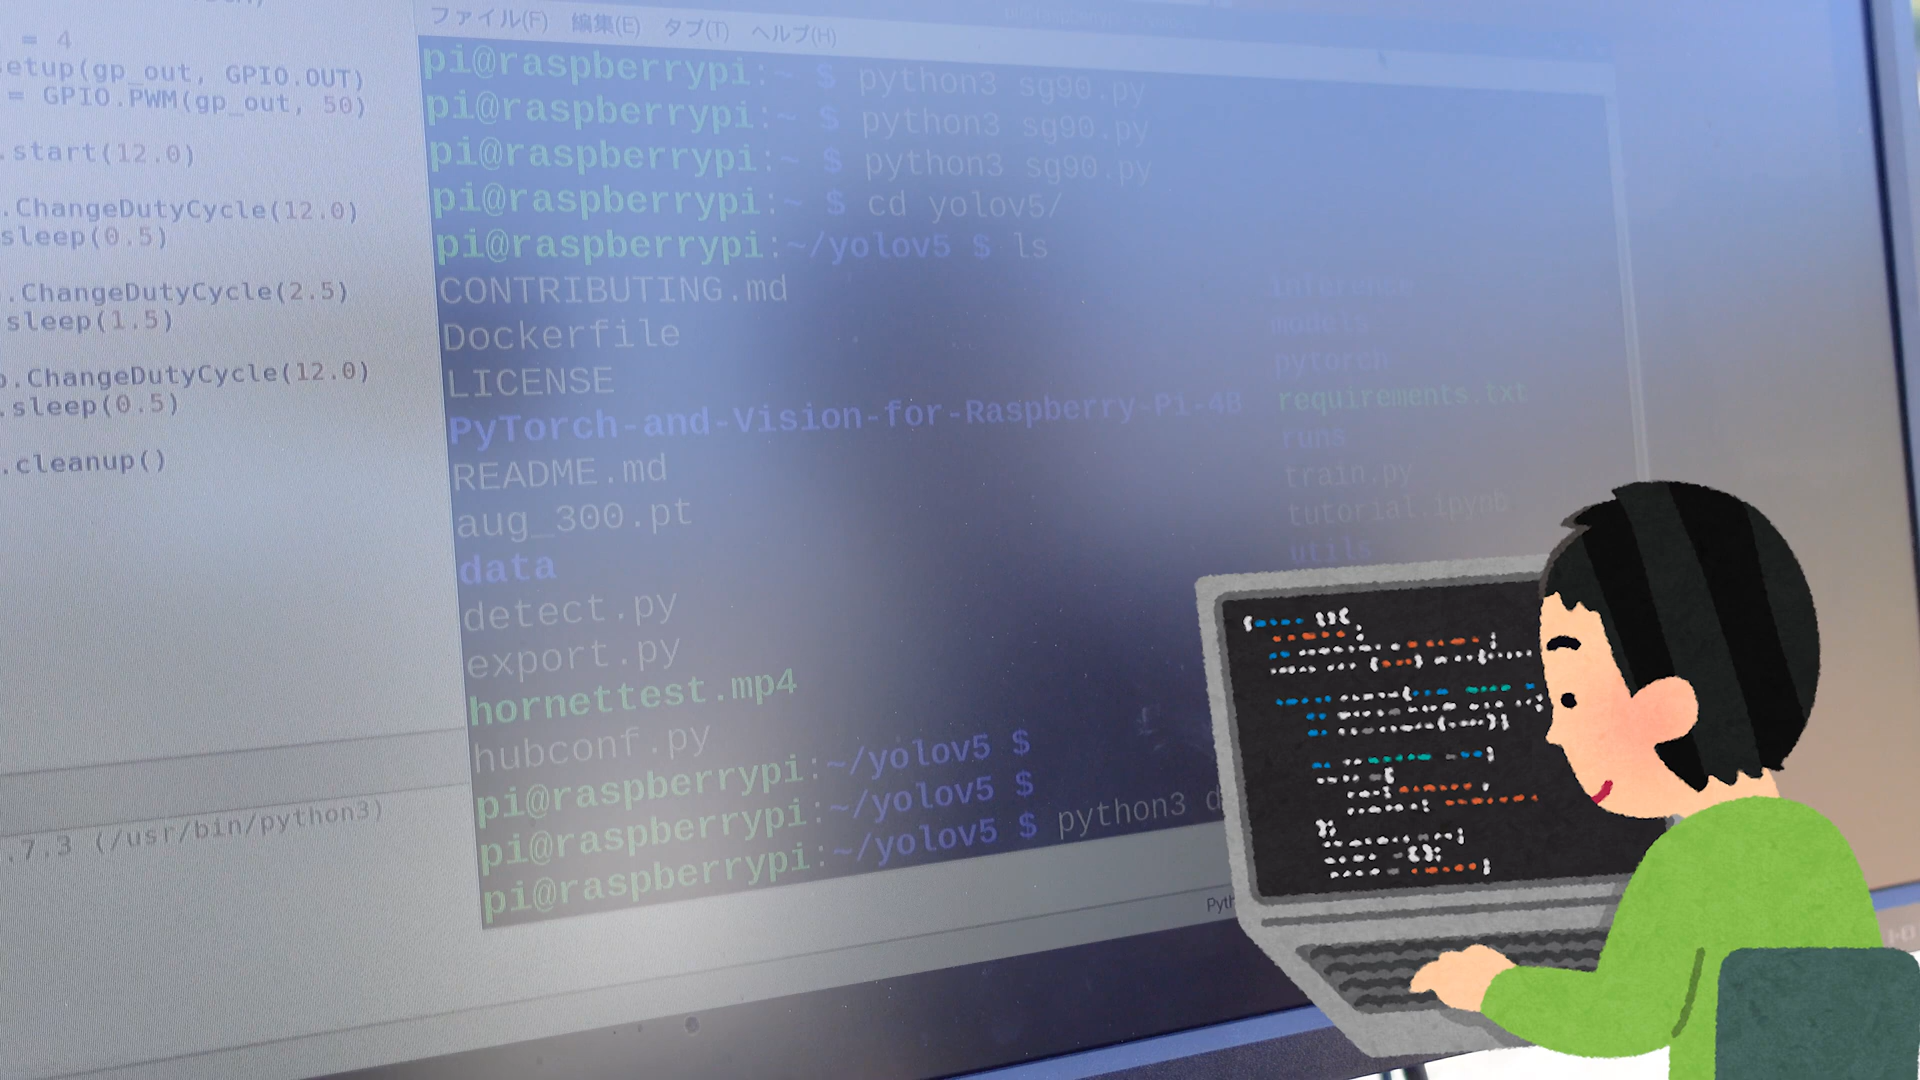 = 4
etup(gp_out, GPIO.OUT)
= GPIO.PWM(gp_out, 50)
.start(12.0)
.ChangeDutyCycle(12.0)
sleep(0.5)
.ChangeDutyCycle(2.5)
sleep(1.5)
.ChangeDutyCycle(12.0)
.sleep(0.5)
.cleanup()
.7.3 (/usr/bin/python3)
ファイル(F) 編集(E) タブ(T) ヘルプ(H)
pi@raspberrypi:~ $ python3 sg90.py
pi@raspberrypi:~ $ python3 sg90.py
pi@raspberrypi:~ $ python3 sg90.py
pi@raspberrypi:~ $ cd yolov5/
pi@raspberrypi:~/yolov5 $ ls
CONTRIBUTING.md
Dockerfile
LICENSE
PyTorch-and-Vision-for-Raspberry-Pi-4B
README.md
aug_300.pt
data
detect.py
export.py
hornettest.mp4
hubconf.py
inference
models
pytorch
requirements.txt
runs
train.py
tutorial.ipynb
utils
pi@raspberrypi:~/yolov5 $
pi@raspberrypi:~/yolov5 $
pi@raspberrypi:~/yolov5 $ python3 d
Pyth